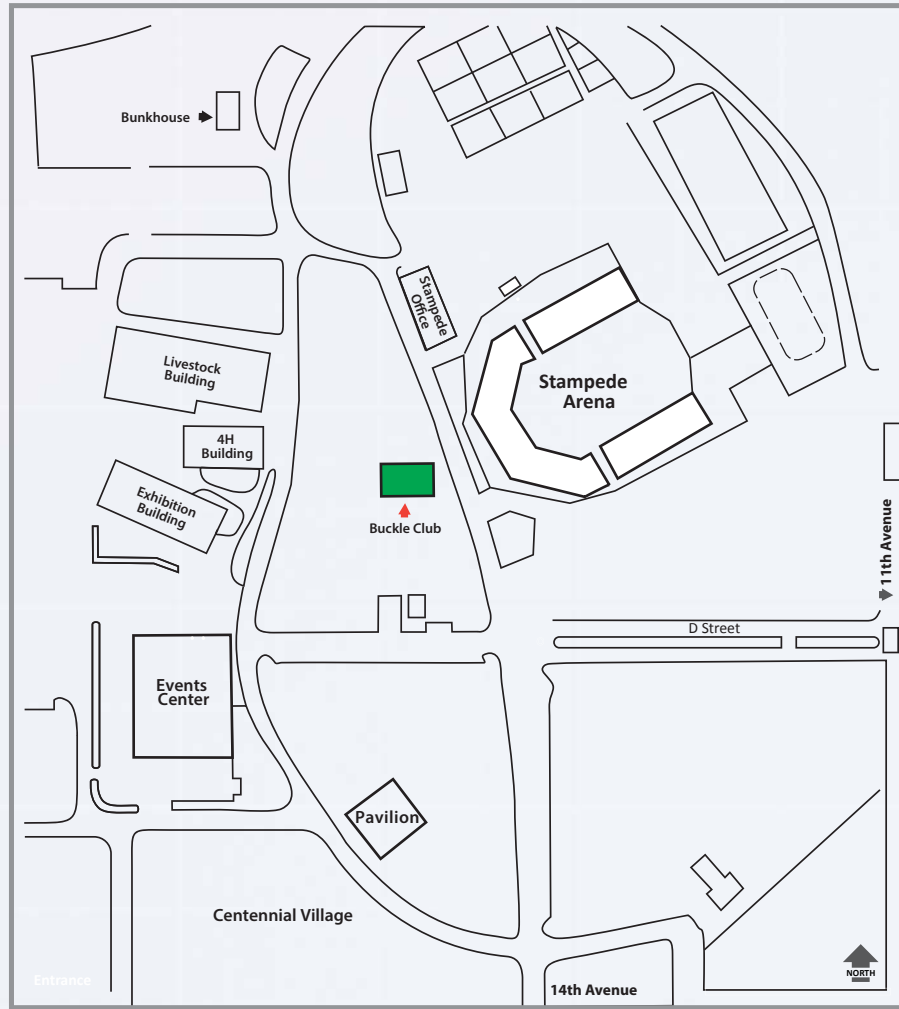 Bunkhouse
Stampede
Office
Livestock
Building
Stampede
Arena
4H
Building
Exhibition
Building
Buckle Club
11th Avenue
D Street
Events
Center
Pavilion
Centennial Village
Entrance
14th Avenue
NORTH